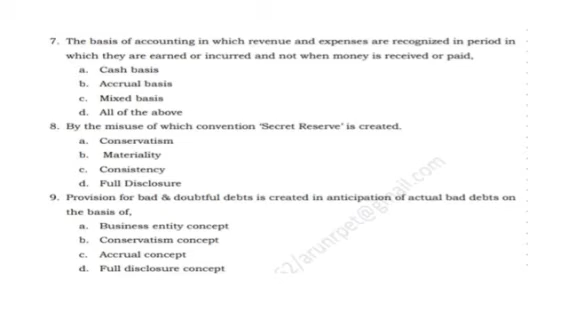 7. The basis of accounting in which revenue and expenses are recognized in period in
which they are earned or incurred and not when money is received or paid,
a. Cash basis
b. Accrual basis
c. Mixed basis
d. All of the above
8. By the misuse of which convention ‘Secret Reserve’ is created.
a. Conservatism
b. Materiality
c. Consistency
d. Full Disclosure
9. Provision for bad & doubtful debts is created in anticipation of actual bad debts on
the basis of,
a. Business entity concept
b. Conservatism concept
c. Accrual concept
d. Full disclosure concept
52/arunrpet@gmail.com